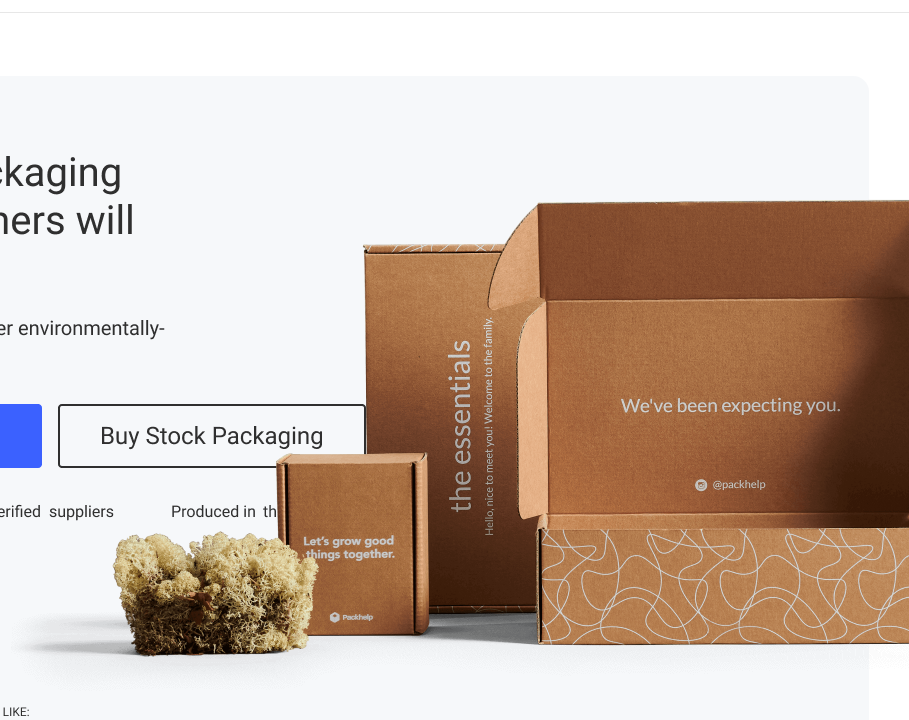 ckaging
ners will
er environmentally-
Buy Stock Packaging
erified suppliers
Produced in th
the essentials
Hello, nice to meet you! Welcome to the family.
We've been expecting you.
@packhelp
Let's grow good
things together.
Packhelp
LIKE: